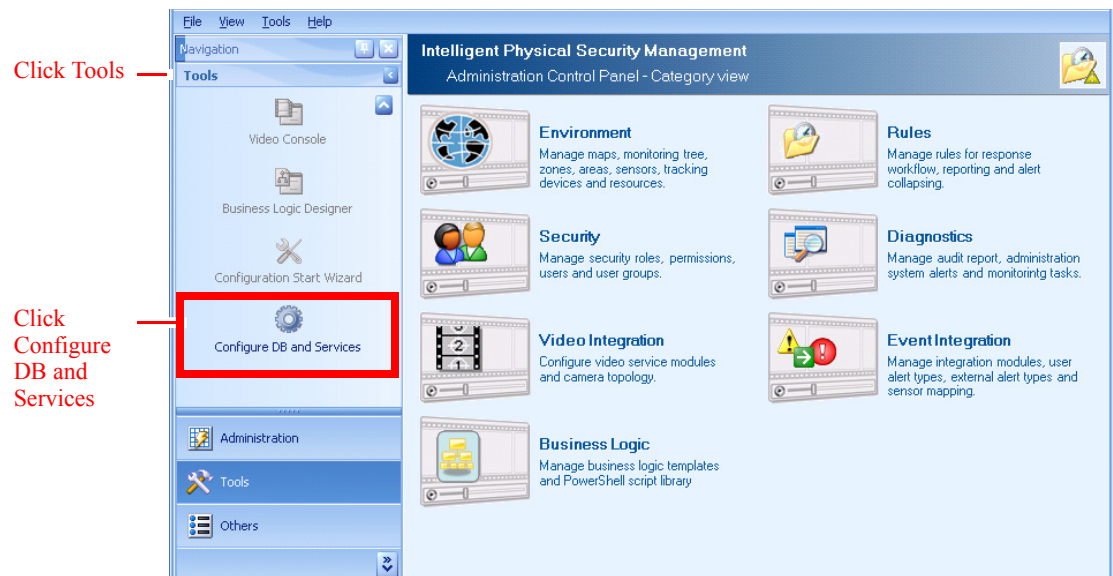 File View Tools Help
Navigation
Click Tools
Tools
Video Console
Business Logic Designer
Configuration Start Wizard
Click
Configure
DB and
Services
Configure DB and Services
Administration
Tools
Others
Intelligent Physical Security Management
Administration Control Panel - Category view
Environment
Manage maps, monitoring tree,
zones, areas, sensors, tracking
devices and resources.
Rules
Manage rules for response
workflow, reporting and alert
collapsing.
Security
Manage security roles, permissions,
users and user groups.
Diagnostics
Manage audit report, administration
system alerts and monitorintg tasks.
3
2
1
Video Integration
Configure video service modules
and camera topology.
Event Integration
Manage integration modules, user
alert types, external alert types and
sensor mapping.
Business Logic
Manage business logic templates
and PowerShell script library